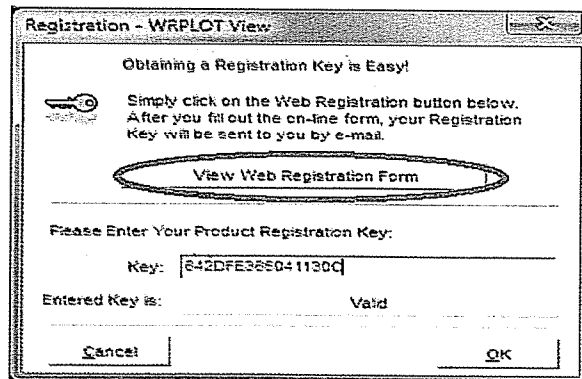 Registration - WRPLOT View
Obtaining a Registration Key is Easy!
Simply click on the Web Registration button below.
After you fill out the on-line form, your Registration
Key will be sent to you by e-mail.
View Web Registration Form
Please Enter Your Product Registration Key:
Key:
Entered Key is: Valid
Cancel OK